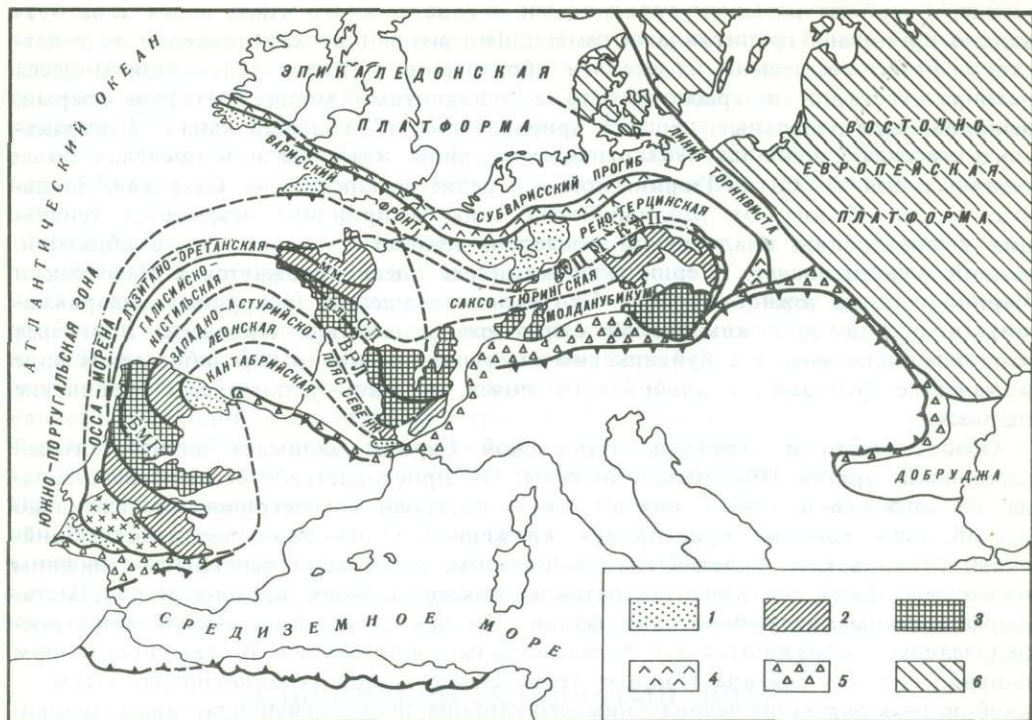 АТЛАНТИЧЕСКИЙ ОКЕАН
ЭПИКАЛЕДОНСКАЯ
ПЛАТФОРМА
ВОСТОЧНО-
ЕВРОПЕЙСКАЯ
ПЛАТФОРМА
ЛИНИЯ
ТОРНКВИСТА
ВАРИССКИЙ
ФРОНТ
СУБВАРИССКИЙ ПРОГИБ
РЕНО-ГЕРЦИНСКАЯ
САКСО-ТЮРИНГСКАЯ
МОЛДАНУБИКУМ
ЮЖНО-ПОРТУГАЛЬСКАЯ
ЗОНА
ОССА-МОРЕНА
ЛУЗИТАНО-ОРЕТАНСКАЯ
ГАЛИСИЙСКО-
КАСТИЛЬСКАЯ
ЗАПАДНО-
АСТУРИЙСКО-
ЛЕОНСКАЯ
КАНТАБРИЙСКАЯ
ПОЯС СЕВЕНН
ДОБРУДЖА
СРЕДИЗЕМНОЕ МОРЕ
1
2
3
4
5
6